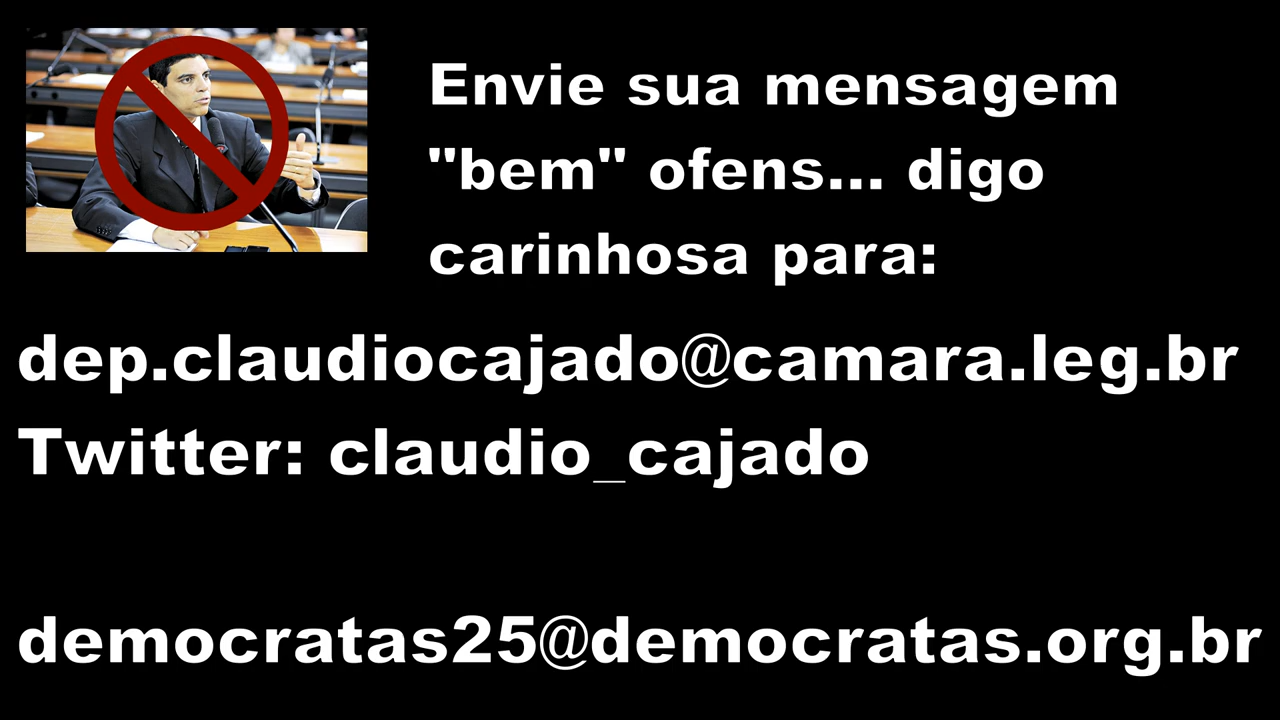 Envie sua mensagem
"bem" ofens... digo
carinhosa para:
dep.claudiocajado@camara.leg.br
Twitter: claudio_cajado
democratas25@democratas.org.br